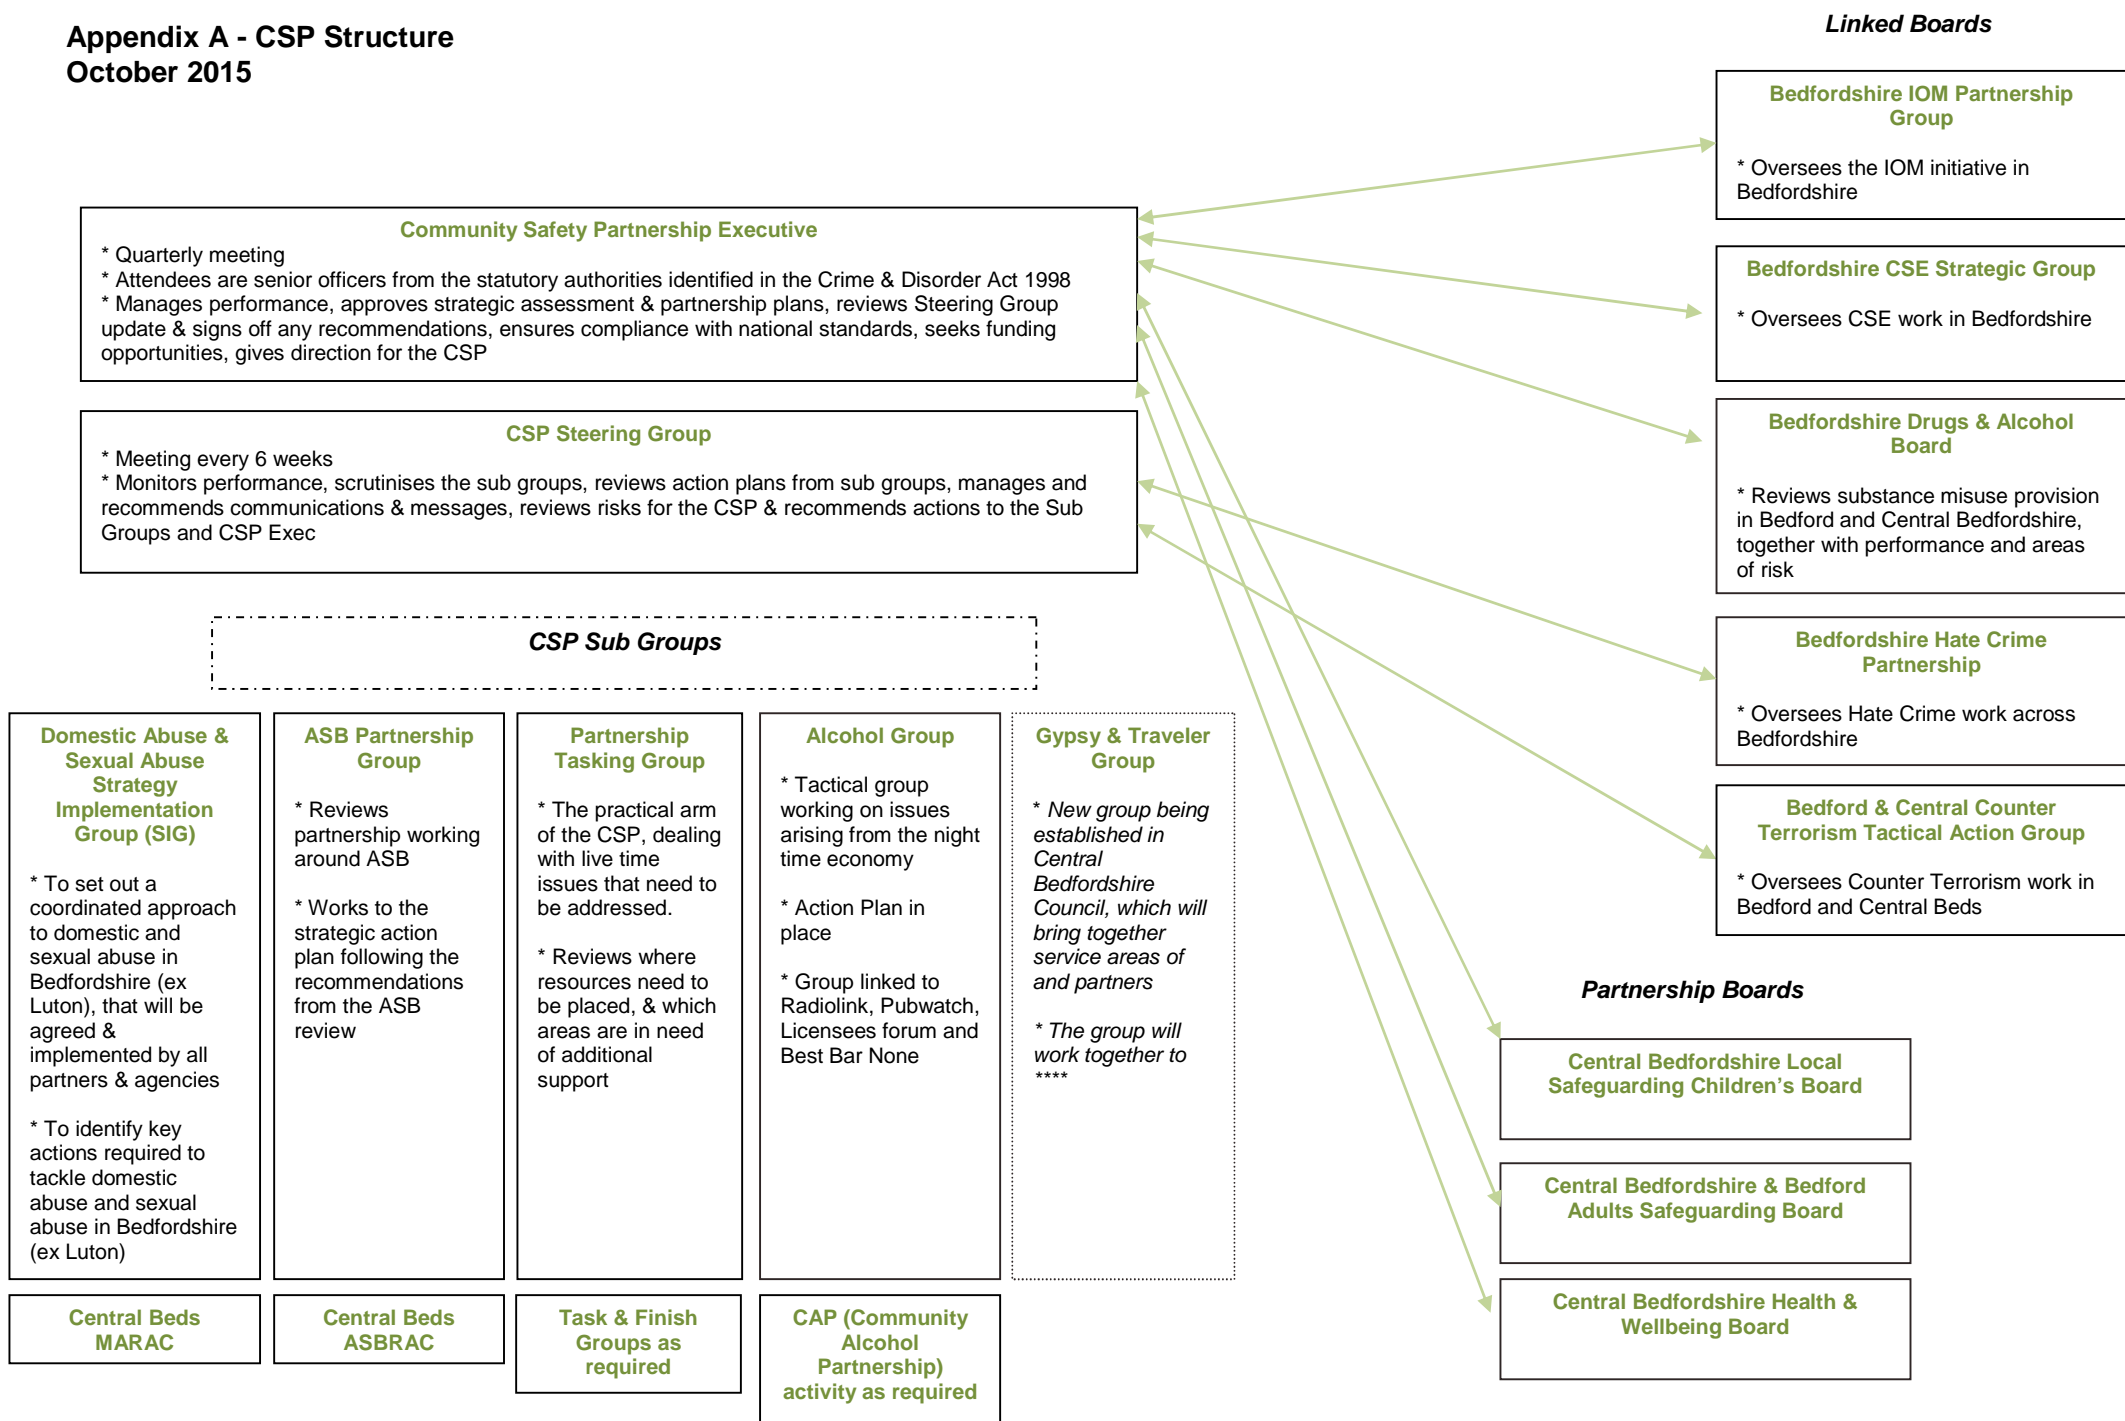 Appendix A - CSP Structure
October 2015
Linked Boards
Bedfordshire IOM Partnership
Group
* Oversees the IOM initiative in
Bedfordshire
Community Safety Partnership Executive
* Quarterly meeting
* Attendees are senior officers from the statutory authorities identified in the Crime & Disorder Act 1998
* Manages performance, approves strategic assessment & partnership plans, reviews Steering Group
update & signs off any recommendations, ensures compliance with national standards, seeks funding
opportunities, gives direction for the CSP
Bedfordshire CSE Strategic Group
* Oversees CSE work in Bedfordshire
CSP Steering Group
* Meeting every 6 weeks
* Monitors performance, scrutinises the sub groups, reviews action plans from sub groups, manages and
recommends communications & messages, reviews risks for the CSP & recommends actions to the Sub
Groups and CSP Exec
Bedfordshire Drugs & Alcohol
Board
* Reviews substance misuse provision
in Bedford and Central Bedfordshire,
together with performance and areas
of risk
Bedfordshire Hate Crime
Partnership
* Oversees Hate Crime work across
Bedfordshire
Bedford & Central Counter
Terrorism Tactical Action Group
* Oversees Counter Terrorism work in
Bedford and Central Beds
CSP Sub Groups
Domestic Abuse &
Sexual Abuse
Strategy
Implementation
Group (SIG)
* To set out a
coordinated approach
to domestic and
sexual abuse in
Bedfordshire (ex
Luton), that will be
agreed &
implemented by all
partners & agencies
* To identify key
actions required to
tackle domestic
abuse and sexual
abuse in Bedfordshire
(ex Luton)
ASB Partnership
Group
* Reviews
partnership working
around ASB
* Works to the
strategic action
plan following the
recommendations
from the ASB
review
Partnership
Tasking Group
* The practical arm
of the CSP, dealing
with live time
issues that need to
be addressed.
* Reviews where
resources need to
be placed, & which
areas are in need
of additional
support
Alcohol Group
* Tactical group
working on issues
arising from the night
time economy
* Action Plan in
place
* Group linked to
Radiolink, Pubwatch,
Licensees forum and
Best Bar None
Gypsy & Traveler
Group
* New group being
established in
Central
Bedfordshire
Council, which will
bring together
service areas of
and partners
* The group will
work together to
****
Partnership Boards
Central Bedfordshire Local
Safeguarding Children’s Board
Central Bedfordshire & Bedford
Adults Safeguarding Board
Central Bedfordshire Health &
Wellbeing Board
Central Beds
MARAC
Central Beds
ASBRAC
Task & Finish
Groups as
required
CAP (Community
Alcohol
Partnership)
activity as required